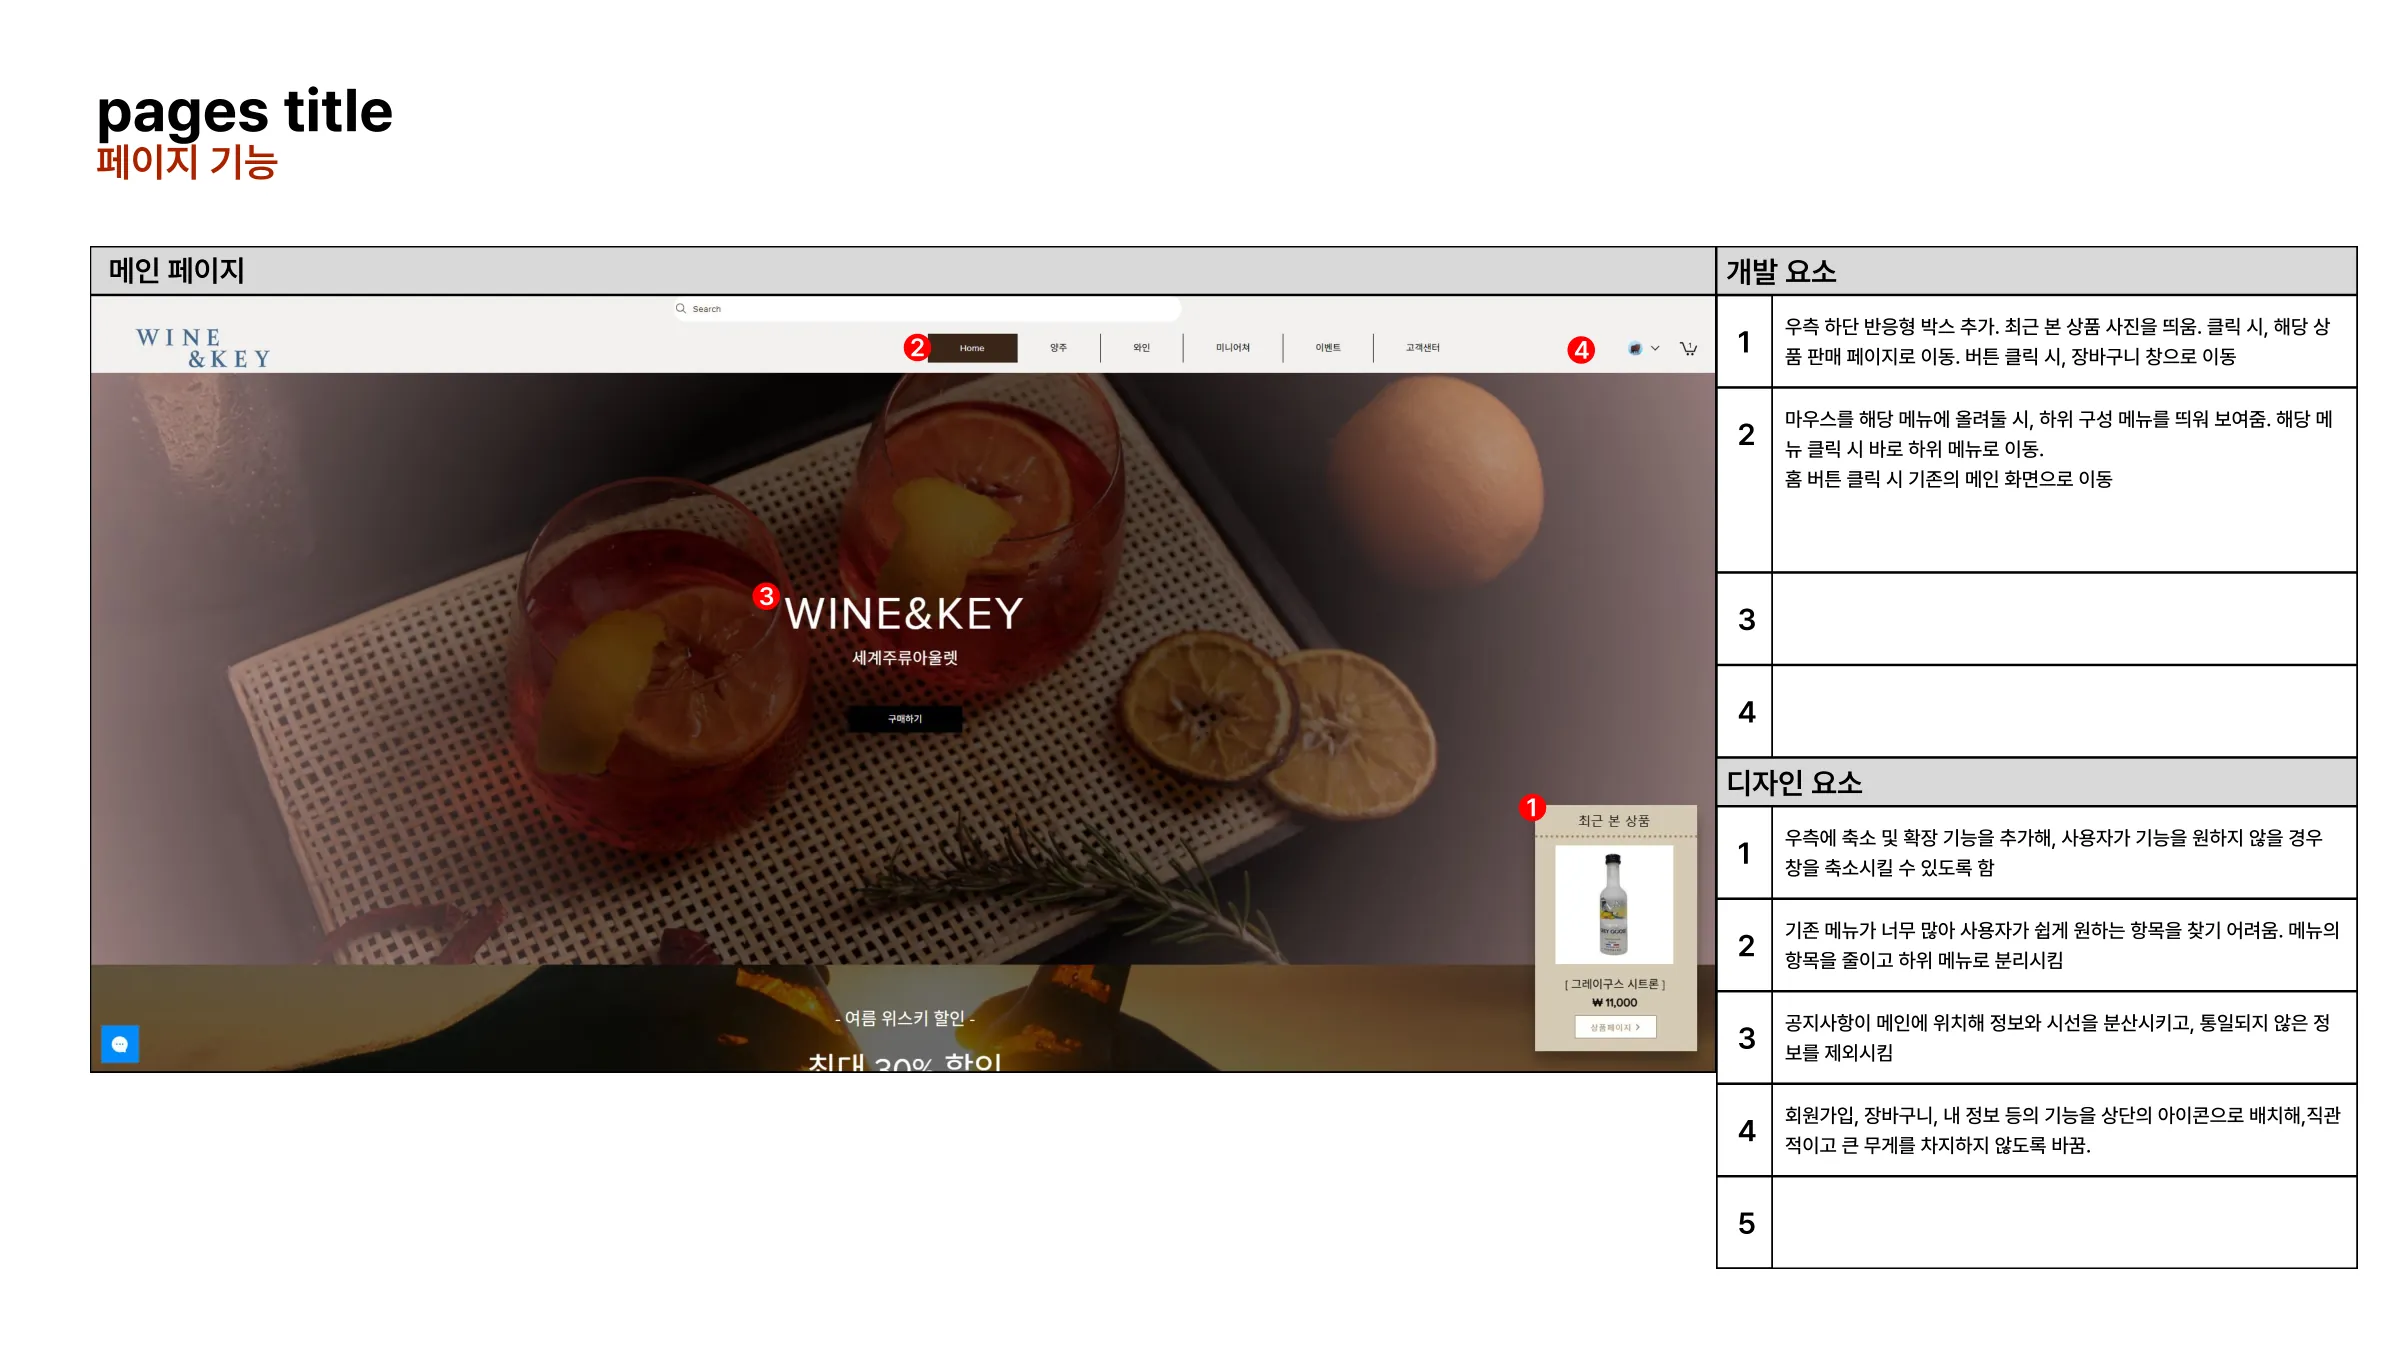 pages title
페이지 기능
메인 페이지
Search
WINE
&KEY
2
Home
양주
와인
미니어쳐
이벤트
고객샌터
4
1
3
WINE&KEY
세계주류아울렛
구매하기
1
최근 본 상품
[ 그레이구스 시트론 ]
₩ 11,000
상품페이지 >
- 여름 위스키 할인 -
최대 30% 할인
개발 요소
1
우측 하단 반응형 박스 추가. 최근 본 상품 사진을 띄움. 클릭 시, 해당 상
품 판매 페이지로 이동. 버튼 클릭 시, 장바구니 창으로 이동
2
마우스를 해당 메뉴에 올려둘 시, 하위 구성 메뉴를 띄워 보여줌. 해당 메
뉴 클릭 시 바로 하위 메뉴로 이동.
홈 버튼 클릭 시 기존의 메인 화면으로 이동
3
4
디자인 요소
1
우측에 축소 및 확장 기능을 추가해, 사용자가 기능을 원하지 않을 경우
창을 축소시킬 수 있도록 함
2
기존 메뉴가 너무 많아 사용자가 쉽게 원하는 항목을 찾기 어려움. 메뉴의
항목을 줄이고 하위 메뉴로 분리시킴
3
공지사항이 메인에 위치해 정보와 시선을 분산시키고, 통일되지 않은 정
보를 제외시킴
4
회원가입, 장바구니, 내 정보 등의 기능을 상단의 아이콘으로 배치해,직관
적이고 큰 무게를 차지하지 않도록 바꿈.
5